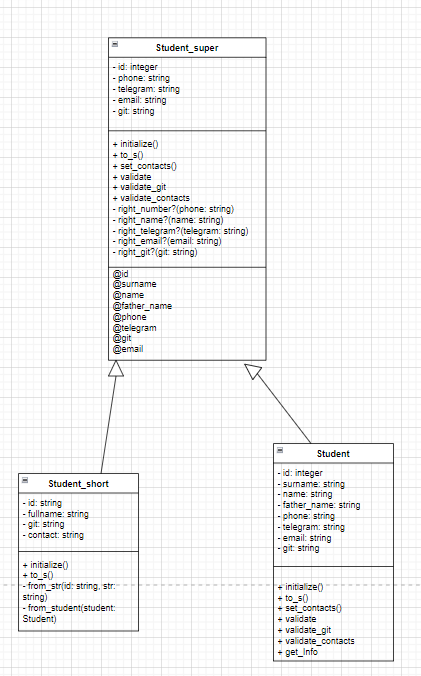 Student_super
- id: integer
- phone: string
- telegram: string
- email: string
- git: string
+ initialize()
+ to_s()
+ set_contacts()
+ validate
+ validate_git
+ validate_contacts
- right_number?(phone: string)
- right_name?(name: string)
- right_telegram?(telegram: string)
- right_email?(email: string)
- right_git?(git: string)
@id
@surname
@name
@father_name
@phone
@telegram
@git
@email
Student_short
- id: string
- fullname: string
- git: string
- contact: string
+ initialize()
+ to_s()
- from_str(id: string, str:
string)
- from_student(student:
Student)
Student
- id: integer
- surname: string
- name: string
- father_name: string
- phone: string
- telegram: string
- email: string
- git: string
+ initialize()
+ to_s()
+ set_contacts()
+ validate
+ validate_git
+ validate_contacts
+ get_Info